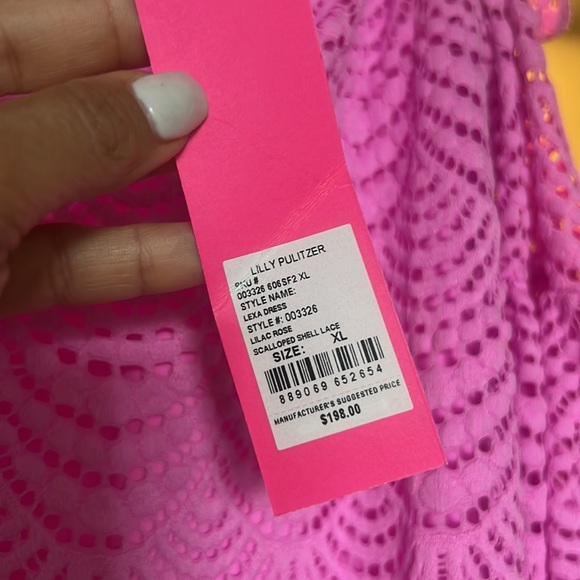 LILLY PULITZER
SKU #
003326 606SF2 XL
STYLE NAME:
LEXA DRESS
STYLE #: 003326
LILAC ROSE
SCALLOPED SHELL LACE
SIZE: XL
889069 652654
MANUFACTURER'S SUGGESTED PRICE
$198.00